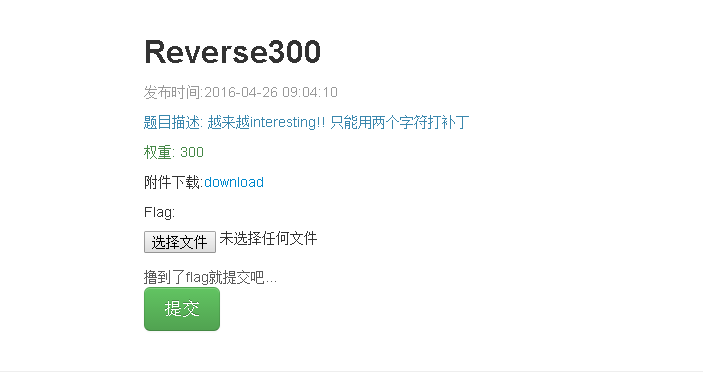 Reverse300
发布时间:2016-04-26 09:04:10
题目描述: 越来越interesting!! 只能用两个字符打补丁
权重: 300
附件下载:download
Flag:
选择文件 未选择任何文件
撸到了flag就提交吧...
提交